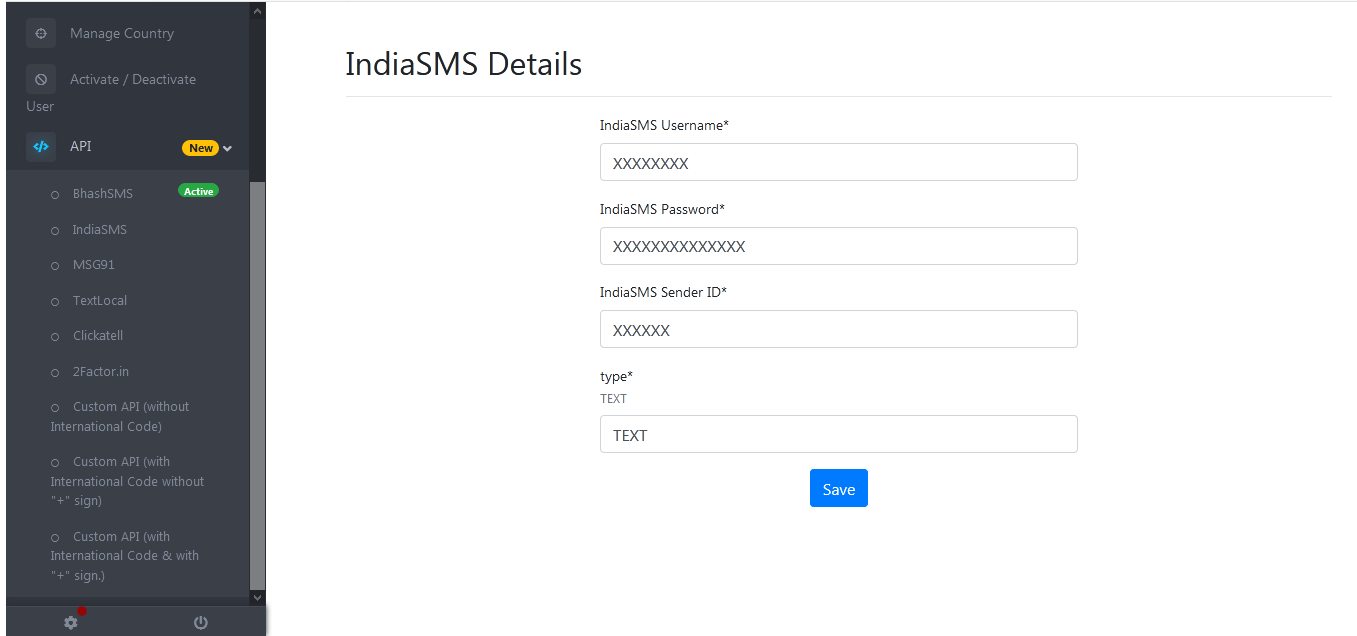 Manage Country
Activate / Deactivate
User
API New
BhashSMS Active
IndiaSMS
MSG91
TextLocal
Clickatell
2Factor.in
Custom API (without
International Code)
Custom API (with
International Code without
"+" sign)
Custom API (with
International Code & with
"+" sign.)
IndiaSMS Details
IndiaSMS Username*
XXXXXXXX
IndiaSMS Password*
XXXXXXXXXXXXXX
IndiaSMS Sender ID*
XXXXXX
type*
TEXT
TEXT
Save